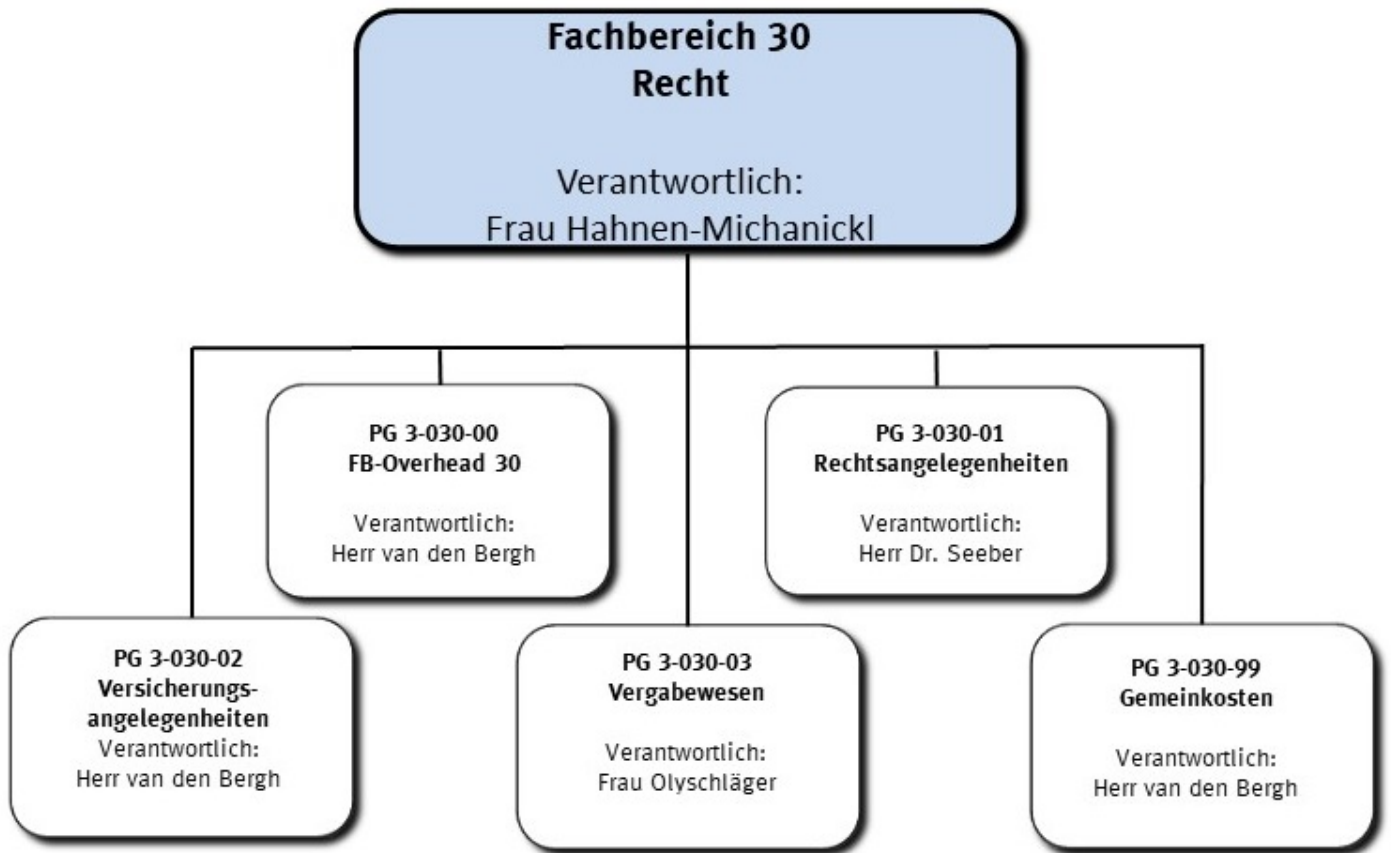 Fachbereich 30
Recht
Verantwortlich:
Frau Hahnen-Michanickl
PG 3-030-00
FB-Overhead 30
Verantwortlich:
Herr van den Bergh
PG 3-030-01
Rechtsangelegenheiten
Verantwortlich:
Herr Dr. Seeber
PG 3-030-02
Versicherungs-
angelegenheiten
Verantwortlich:
Herr van den Bergh
PG 3-030-03
Vergabewesen
Verantwortlich:
Frau Olyschläger
PG 3-030-99
Gemeinkosten
Verantwortlich:
Herr van den Bergh